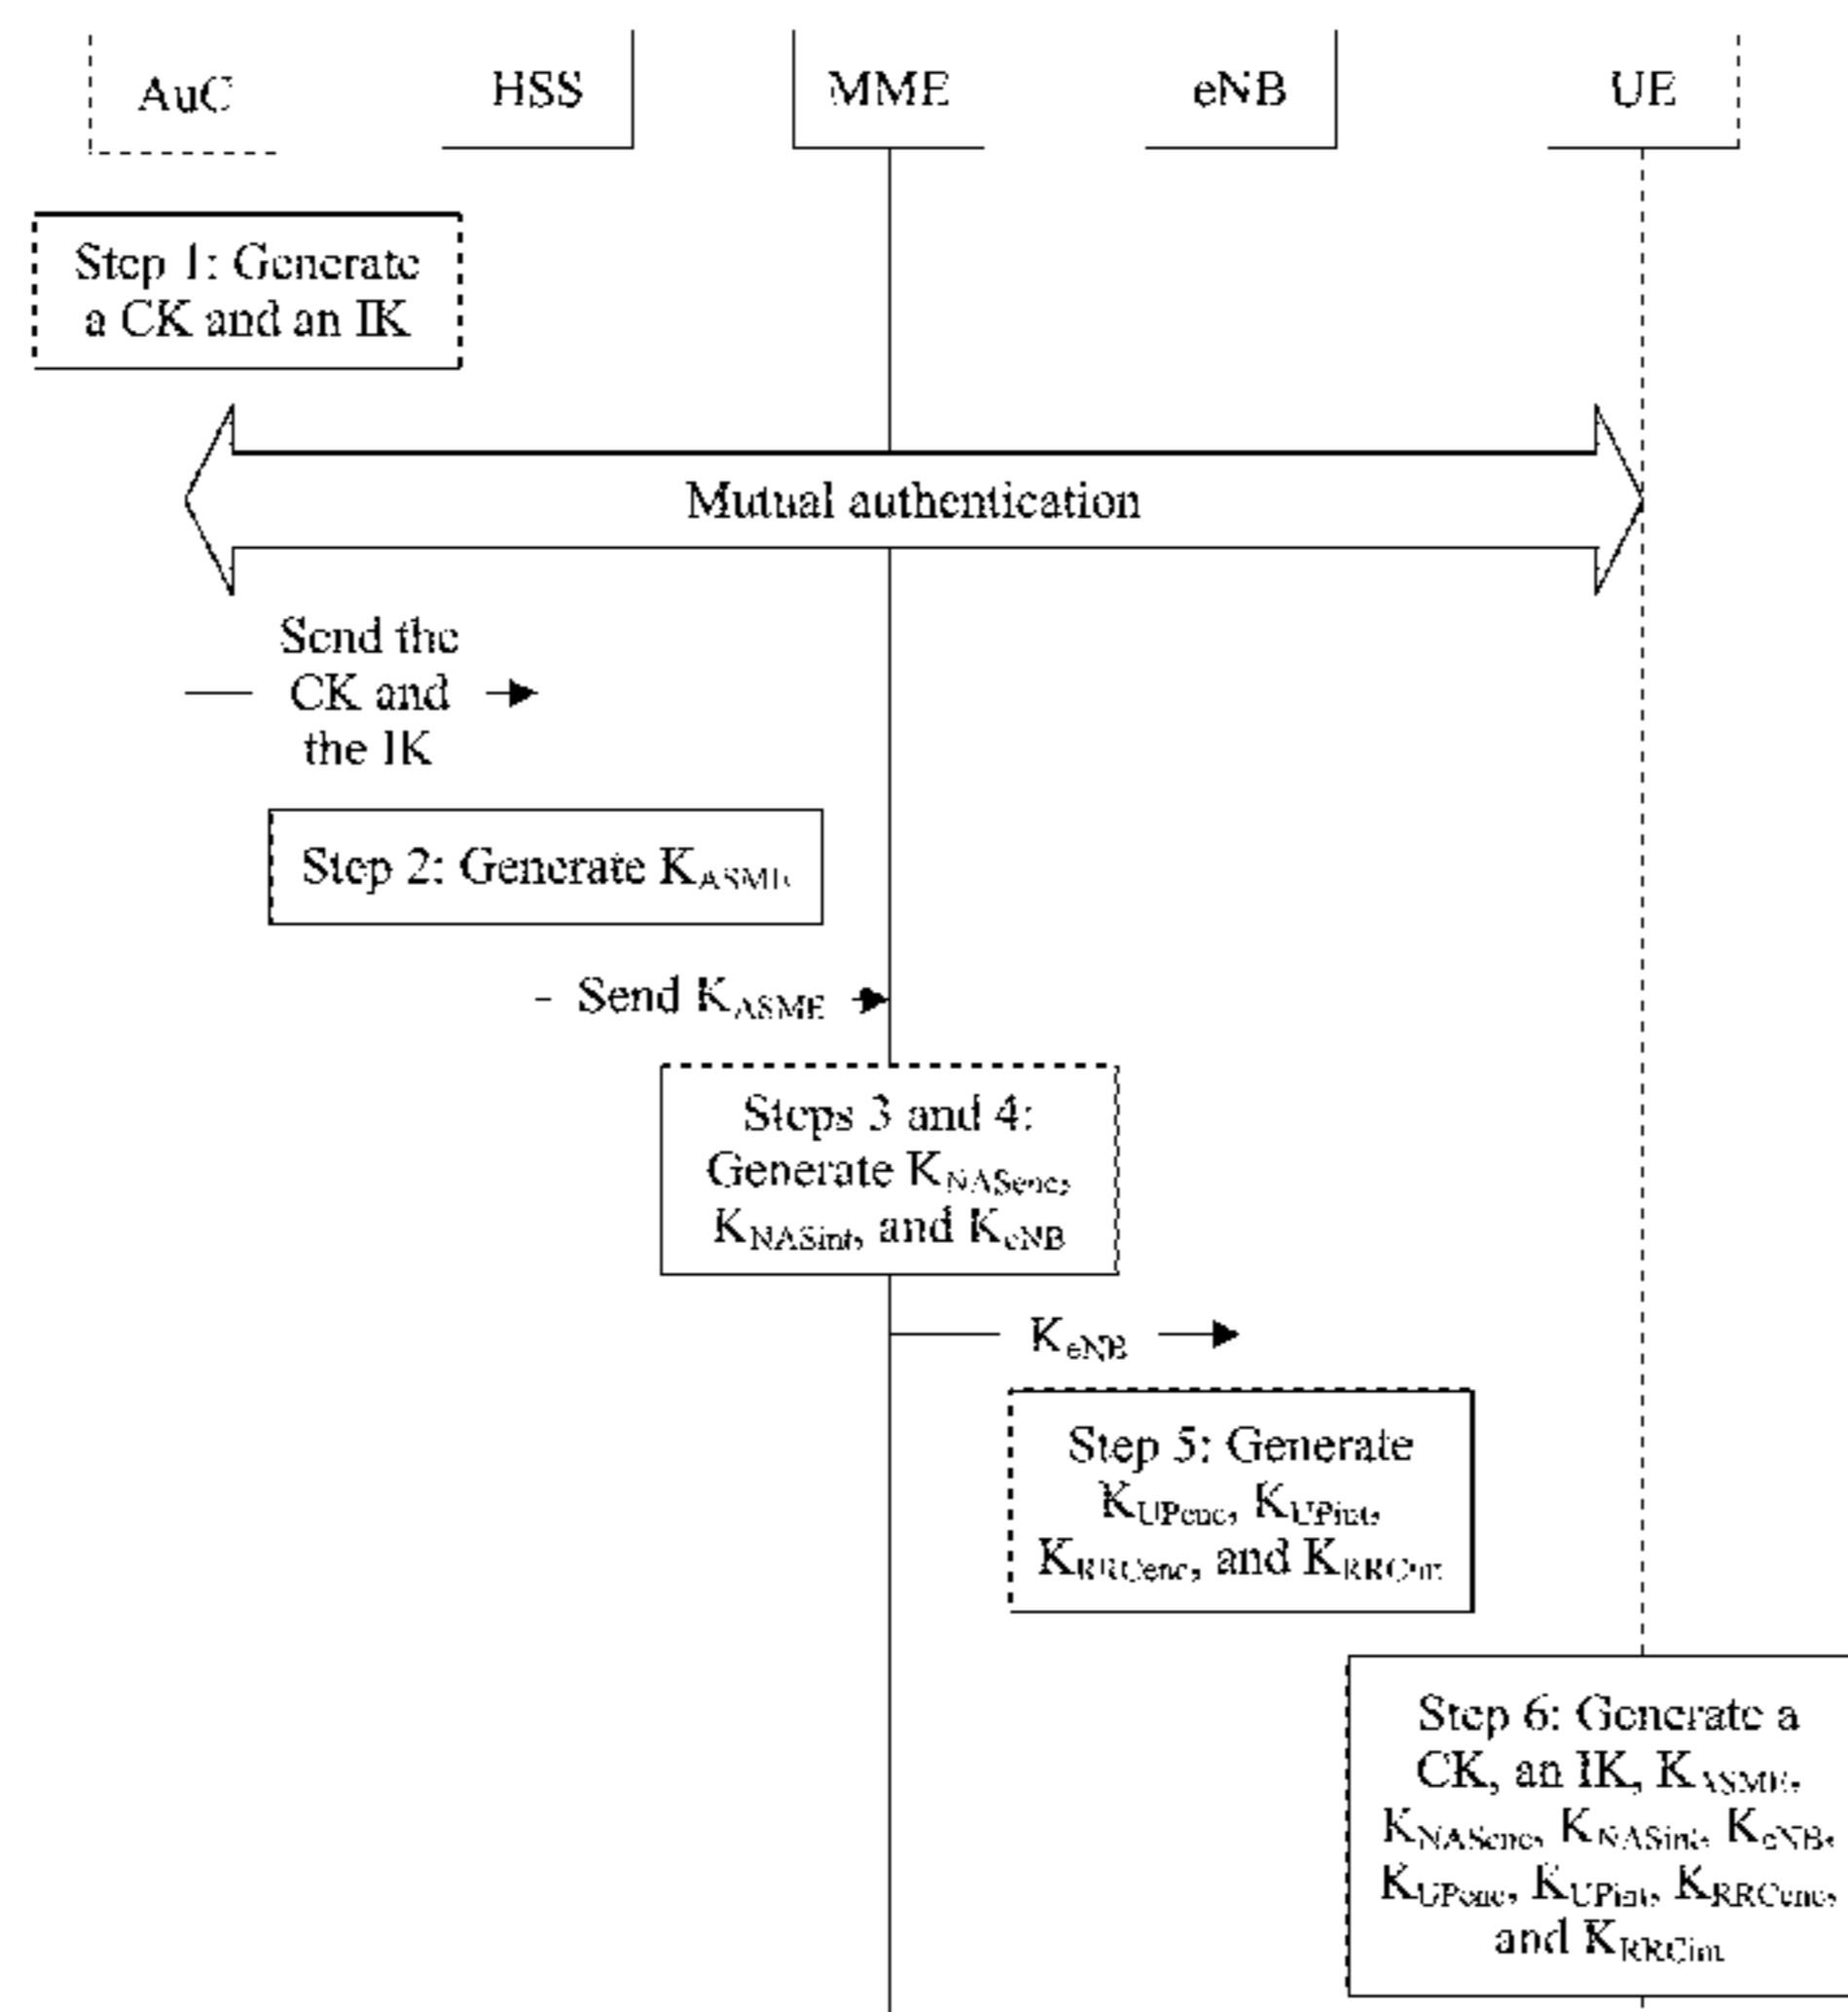 AuC
HSS
MME
eNB
UE
Step 1: Generate
a CK and an IK
Mutual authentication
Send the
CK and
the IK
Step 2: Generate KASME
Send KASME
Steps 3 and 4:
Generate KNASenc,
KNASint, and KeNB
KeNB
Step 5: Generate
KUPenc, KUPint,
KRRCenc, and KRRCint
Step 6: Generate a
CK, an IK, KASME,
KNASenc, KNASint, KeNB,
KUPenc, KUPint, KRRCenc,
and KRRCint